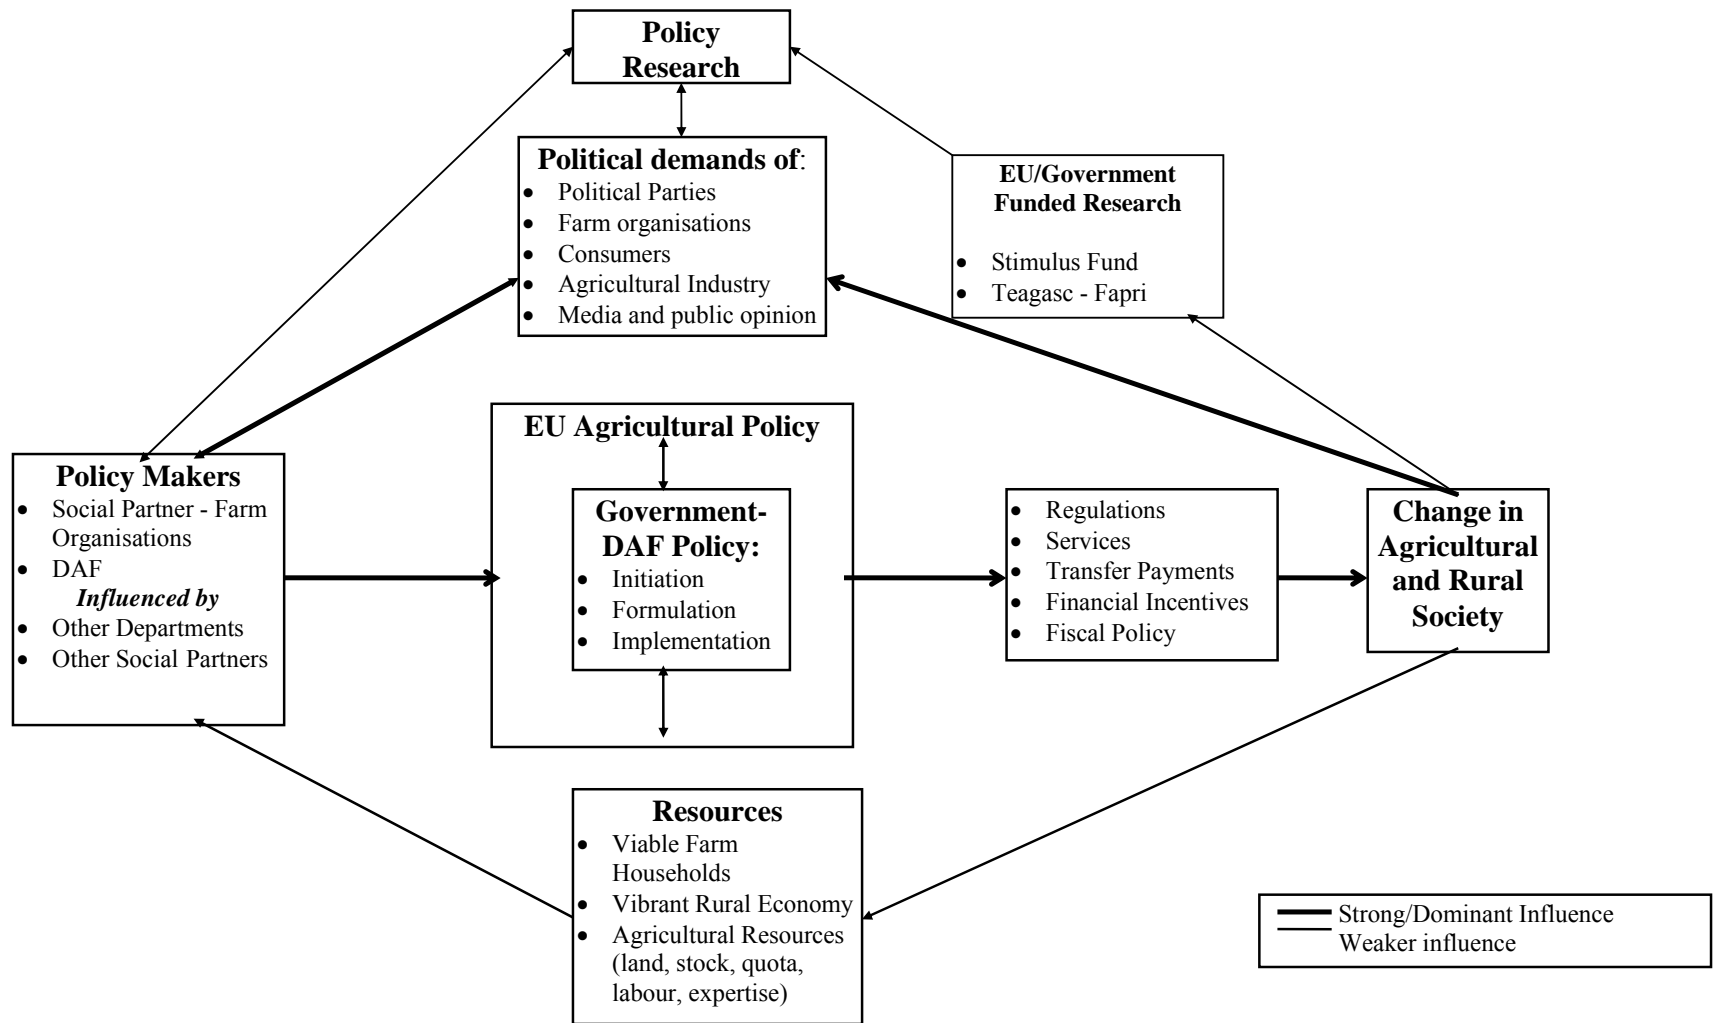 Policy
Research
Political demands of:
• Political Parties
• Farm organisations
• Consumers
• Agricultural Industry
• Media and public opinion
EU/Government
Funded Research
• Stimulus Fund
• Teagasc - Fapri
Policy Makers
• Social Partner - Farm
Organisations
• DAF
Influenced by
• Other Departments
• Other Social Partners
EU Agricultural Policy
Government-
DAF Policy:
• Initiation
• Formulation
• Implementation
• Regulations
• Services
• Transfer Payments
• Financial Incentives
• Fiscal Policy
Change in
Agricultural
and Rural
Society
Resources
• Viable Farm
Households
• Vibrant Rural Economy
• Agricultural Resources
(land, stock, quota,
labour, expertise)
Strong/Dominant Influence
Weaker influence